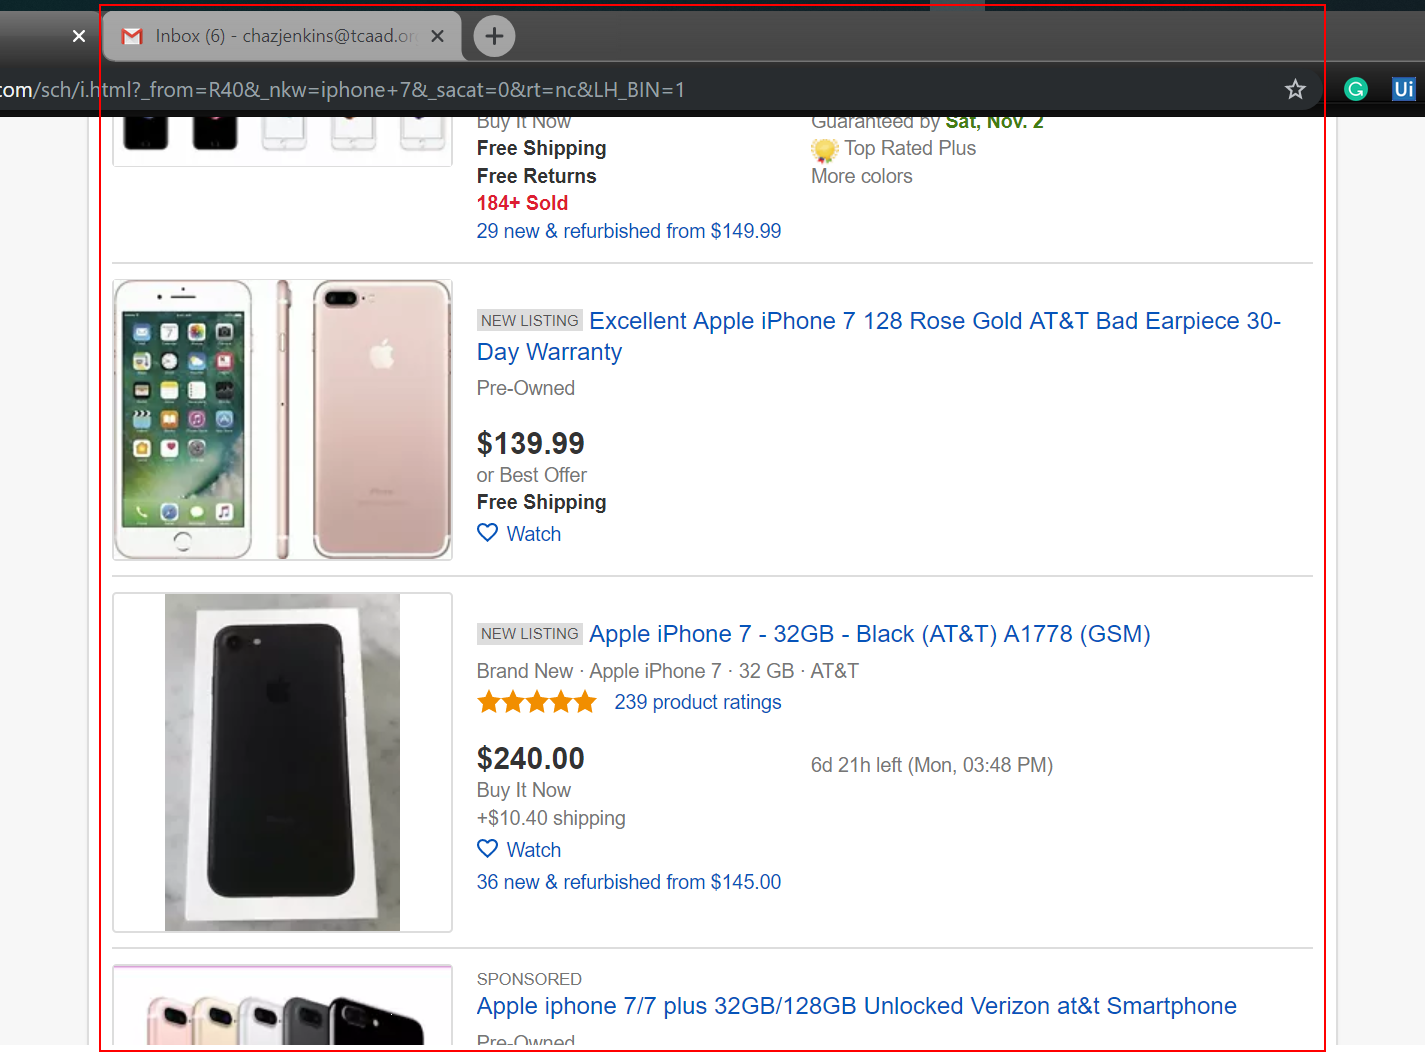 Inbox (6) - chazjenkins@tcaad.or
com/sch/i.html?_from=R40&_nkw=iphone+7&_sacat=0&rt=nc&LH_BIN=1
G
Ui
Buy It Now
Guaranteed by Sat, Nov. 2
Free Shipping
Top Rated Plus
Free Returns
More colors
184+ Sold
29 new & refurbished from $149.99
NEW LISTING Excellent Apple iPhone 7 128 Rose Gold AT&T Bad Earpiece 30-
Day Warranty
Pre-Owned
$139.99
or Best Offer
Free Shipping
Watch
NEW LISTING Apple iPhone 7 - 32GB - Black (AT&T) A1778 (GSM)
Brand New · Apple iPhone 7 · 32 GB · AT&T
239 product ratings
$240.00
6d 21h left (Mon, 03:48 PM)
Buy It Now
+$10.40 shipping
Watch
36 new & refurbished from $145.00
SPONSORED
Apple iphone 7/7 plus 32GB/128GB Unlocked Verizon at&t Smartphone
Pre-Owned